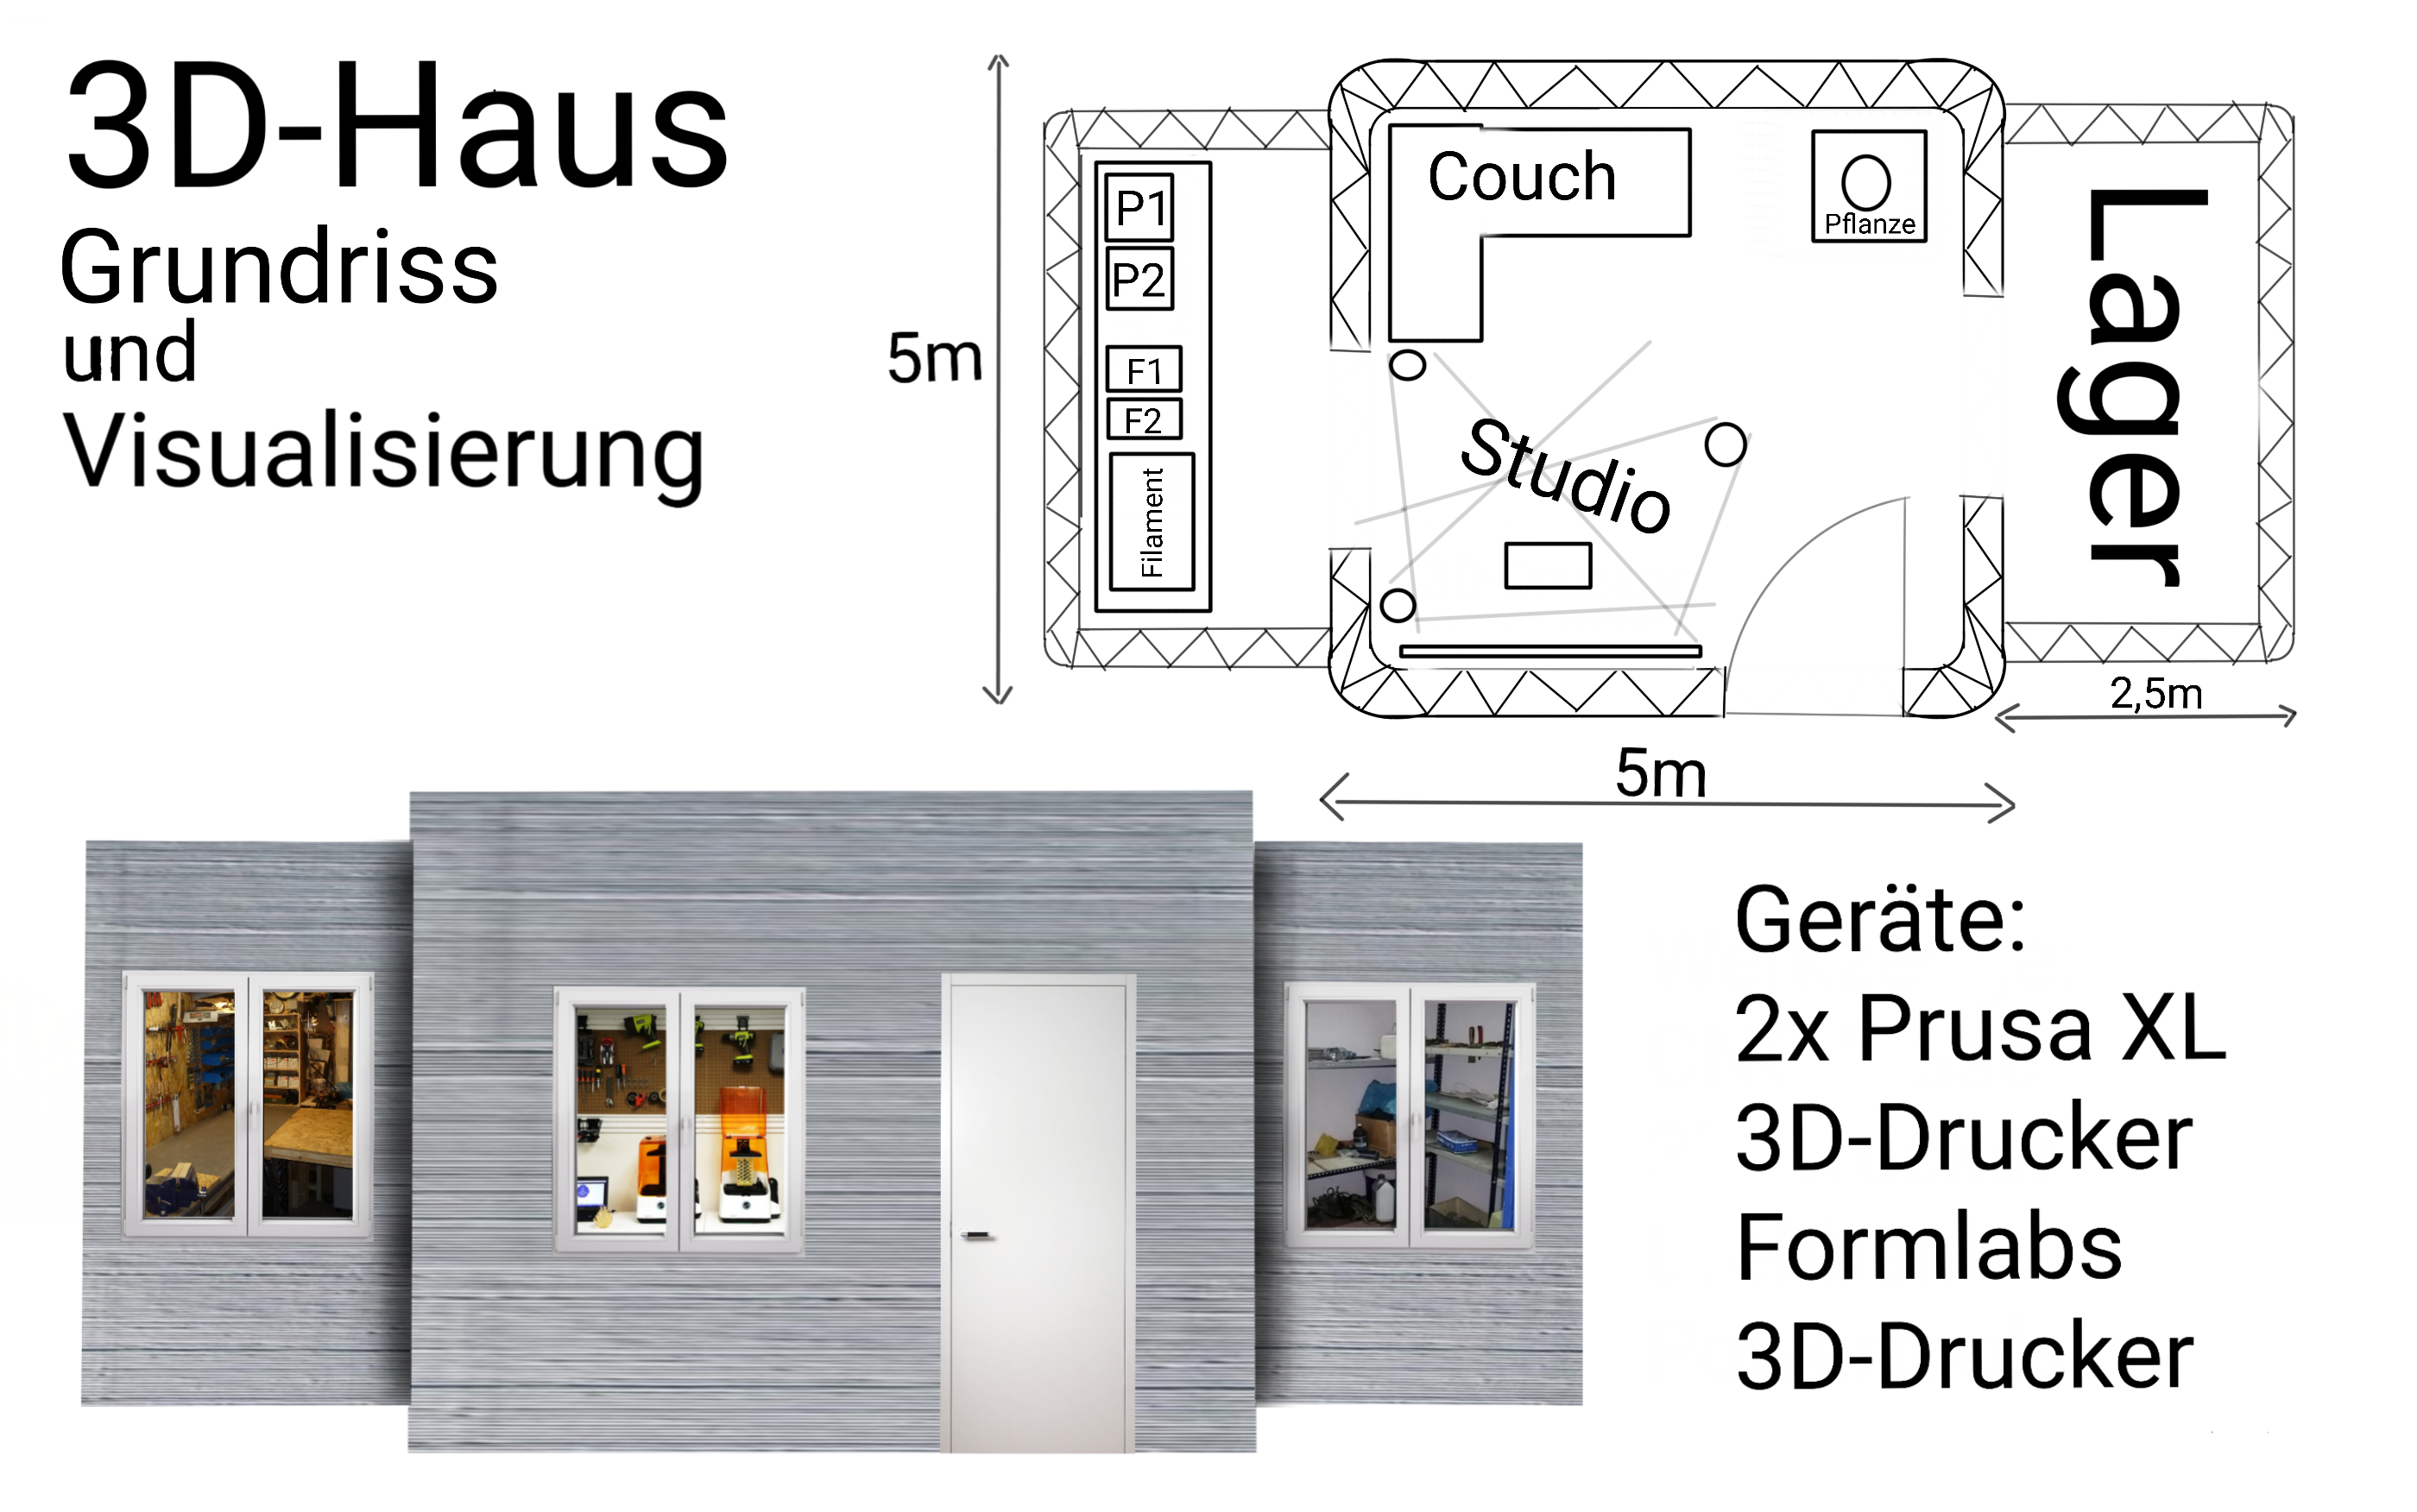 3D-Haus
Grundriss
und
Visualisierung
5m
P1
P2
F1
F2
Filament
Couch
Pflanze
Studio
Lager
2,5m
5m
Geräte:
2x Prusa XL
3D-Drucker
Formlabs
3D-Drucker